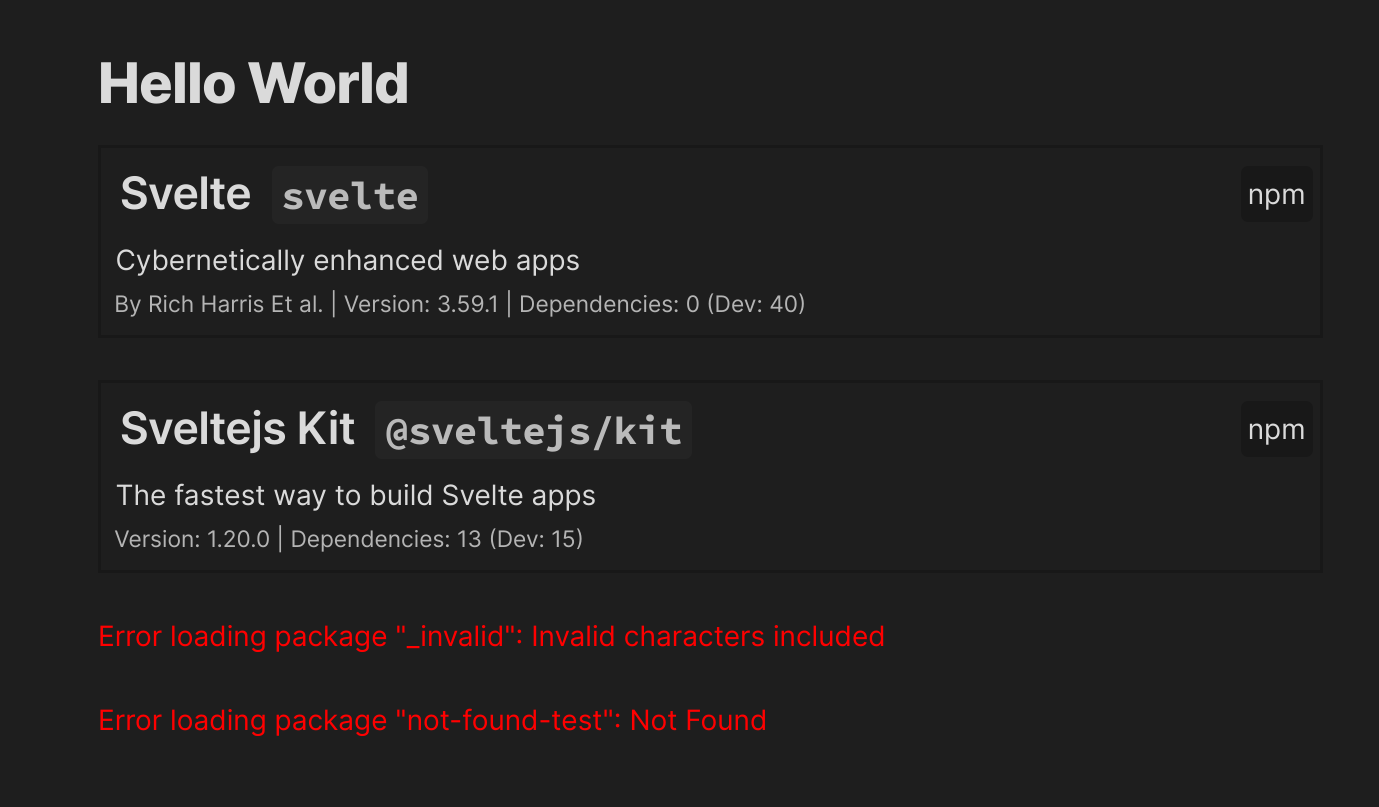 Hello World
Svelte svelte npm
Cybernetically enhanced web apps
By Rich Harris Et al. | Version: 3.59.1 | Dependencies: 0 (Dev: 40)
Sveltejs Kit @sveltejs/kit npm
The fastest way to build Svelte apps
Version: 1.20.0 | Dependencies: 13 (Dev: 15)
Error loading package "_invalid": Invalid characters included
Error loading package "not-found-test": Not Found